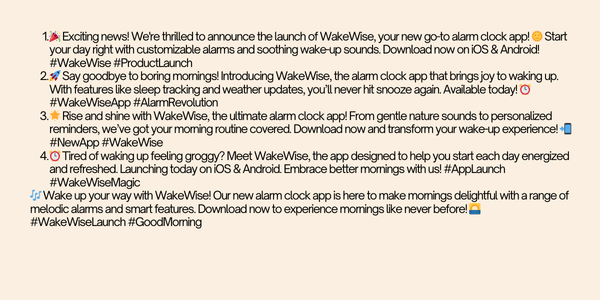 1.🎉 Exciting news! We're thrilled to announce the launch of WakeWise, your new go-to alarm clock app! 🌞 Start
your day right with customizable alarms and soothing wake-up sounds. Download now on iOS & Android!
#WakeWise #ProductLaunch
2.🚀 Say goodbye to boring mornings! Introducing WakeWise, the alarm clock app that brings joy to waking up.
With features like sleep tracking and weather updates, you'll never hit snooze again. Available today! ⏰
#WakeWiseApp #AlarmRevolution
3.🌟 Rise and shine with WakeWise, the ultimate alarm clock app! From gentle nature sounds to personalized
reminders, we've got your morning routine covered. Download now and transform your wake-up experience! 📲
#NewApp #WakeWise
4.⏰ Tired of waking up feeling groggy? Meet WakeWise, the app designed to help you start each day energized
and refreshed. Launching today on iOS & Android. Embrace better mornings with us! #AppLaunch
#WakeWiseMagic
🎶 Wake up your way with WakeWise! Our new alarm clock app is here to make mornings delightful with a range of
melodic alarms and smart features. Download now to experience mornings like never before! 🌅
#WakeWiseLaunch #GoodMorning